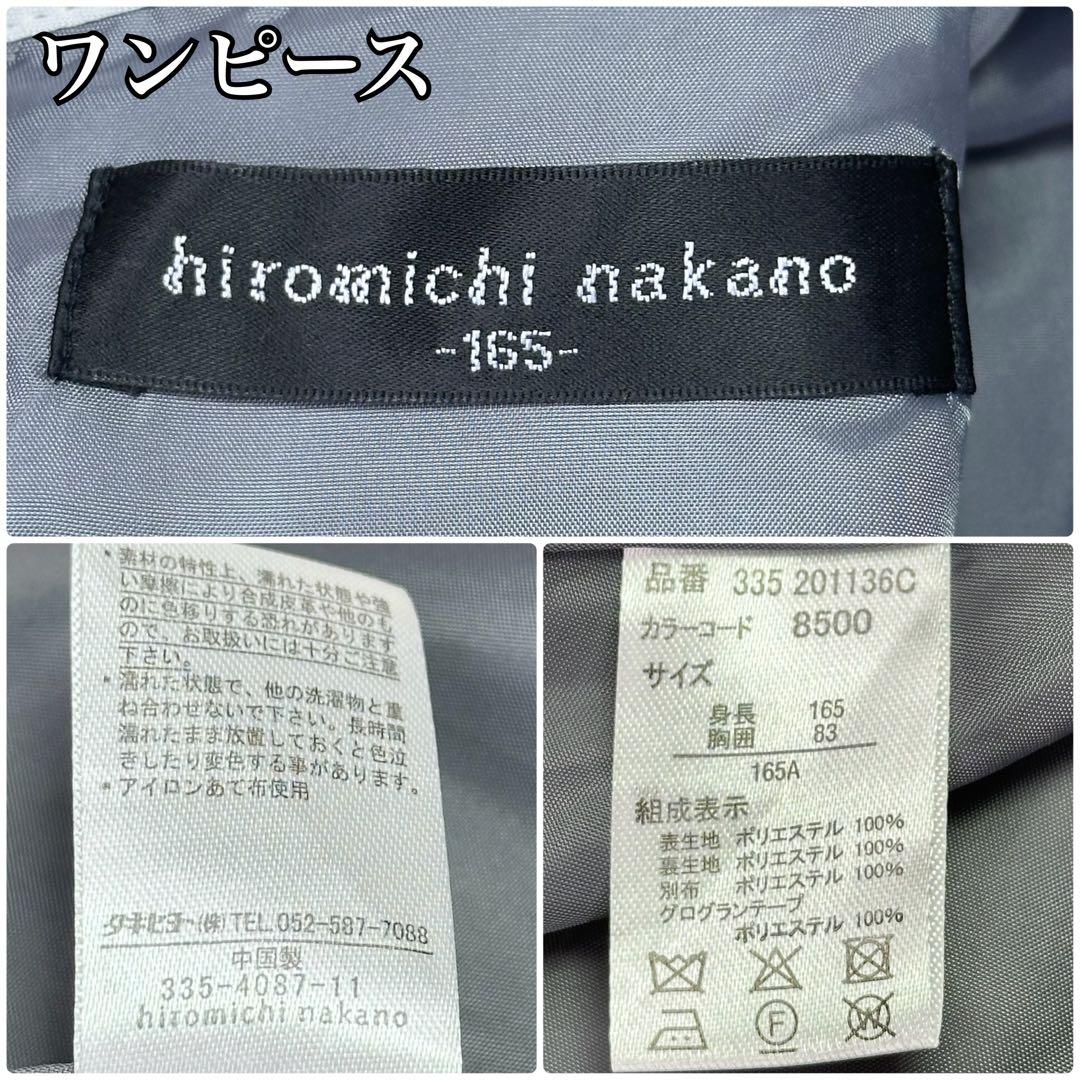 ワンピース
hiromichi nakano
-165-
・素材の特性上、濡れた状態や強
い摩擦により合成皮革や他のも
のに色移りする恐れがあります
ので、お取扱いには十分ご注意
下さい。
・濡れた状態で、他の洗濯物と重
ね合わせないで下さい。長時間
濡れたまま放置しておくと色泣
きしたり変色する事があります。
・アイロンあて布使用
タキヒヨー(株) TEL.052-587-7088
中国製
335-4087-11
hiromichi nakano
品番 335 201136C
カラーコード 8500
サイズ
身長 165
胸囲 83
165A
組成表示
表生地 ポリエステル 100%
裏生地 ポリエステル 100%
別布 ポリエステル 100%
グログランテープ
ポリエステル 100%
F
W